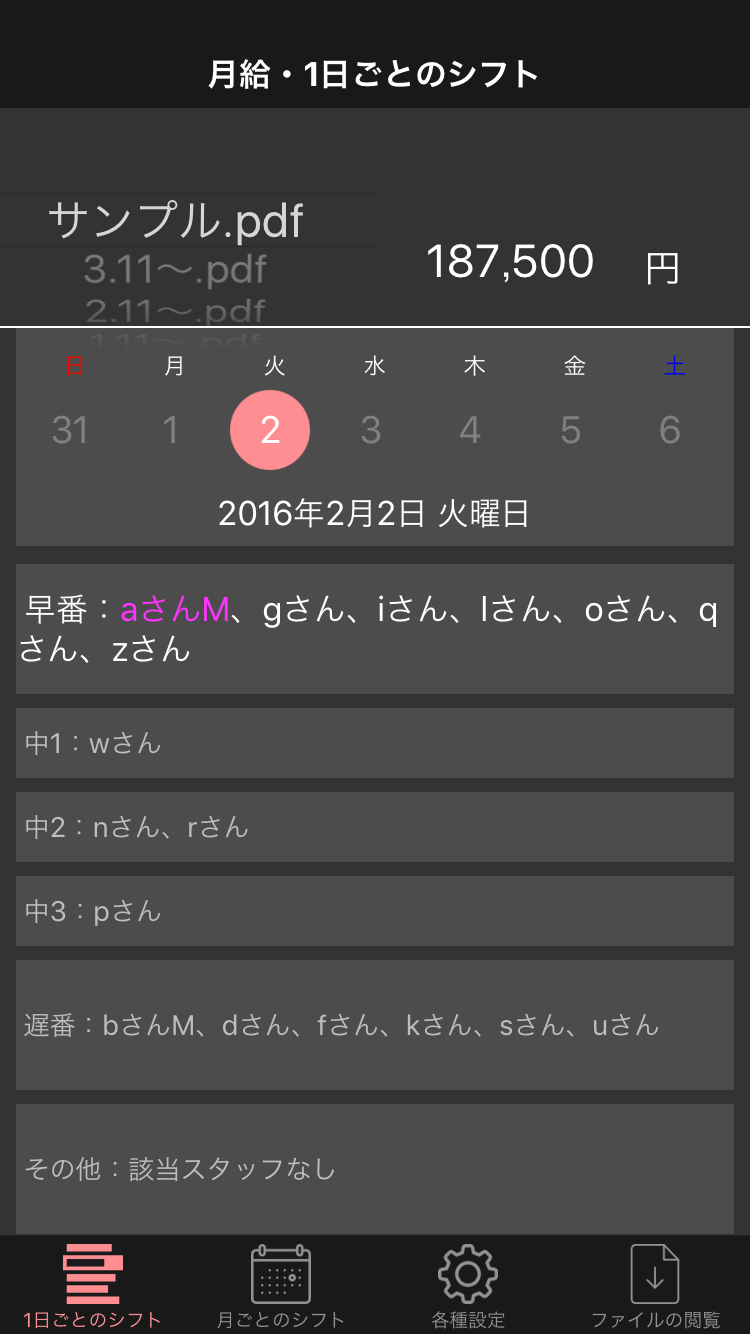 月給・1日ごとのシフト
サンプル.pdf
3.11〜.pdf
187,500 円
2.11〜.pdf
1.11〜.pdf
日 月 火 水 木 金 土
31 1 2 3 4 5 6
2016年2月2日 火曜日
早番：aさんM、gさん、iさん、lさん、oさん、q
さん、zさん
中1：wさん
中2：nさん、rさん
中3：pさん
遅番：bさんM、dさん、fさん、kさん、sさん、uさん
その他：該当スタッフなし
1日ごとのシフト 月ごとのシフト 各種設定 ファイルの閲覧